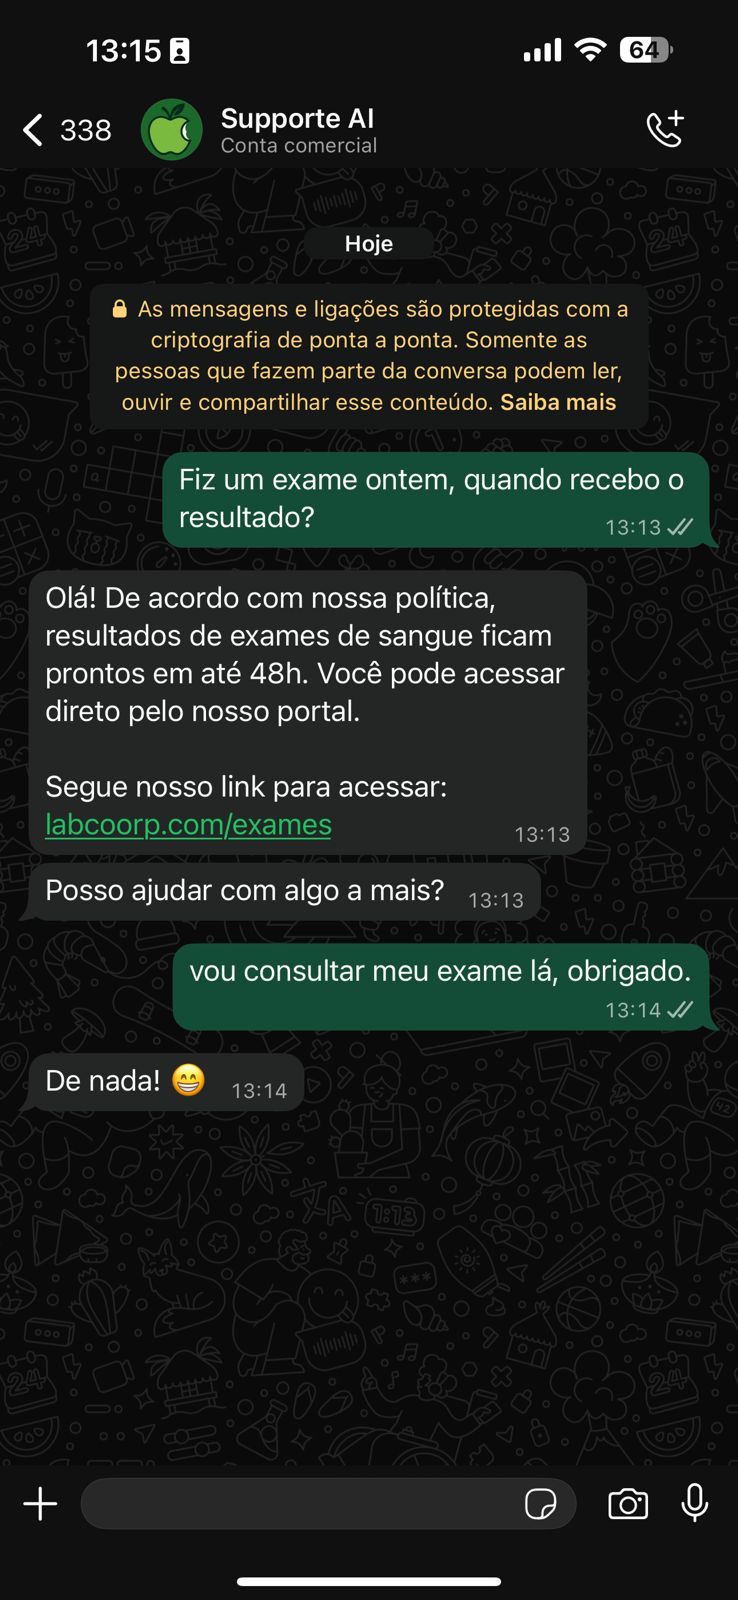 13:15
64
338
Supporte AI
Conta comercial
Hoje
As mensagens e ligações são protegidas com a
criptografia de ponta a ponta. Somente as
pessoas que fazem parte da conversa podem ler,
ouvir e compartilhar esse conteúdo. Saiba mais
Fiz um exame ontem, quando recebo o
resultado?
13:13
Olá! De acordo com nossa política,
resultados de exames de sangue ficam
prontos em até 48h. Você pode acessar
direto pelo nosso portal.
Segue nosso link para acessar:
labcoorp.com/exames
13:13
Posso ajudar com algo a mais?
13:13
vou consultar meu exame lá, obrigado.
13:14
De nada! 😁
13:14